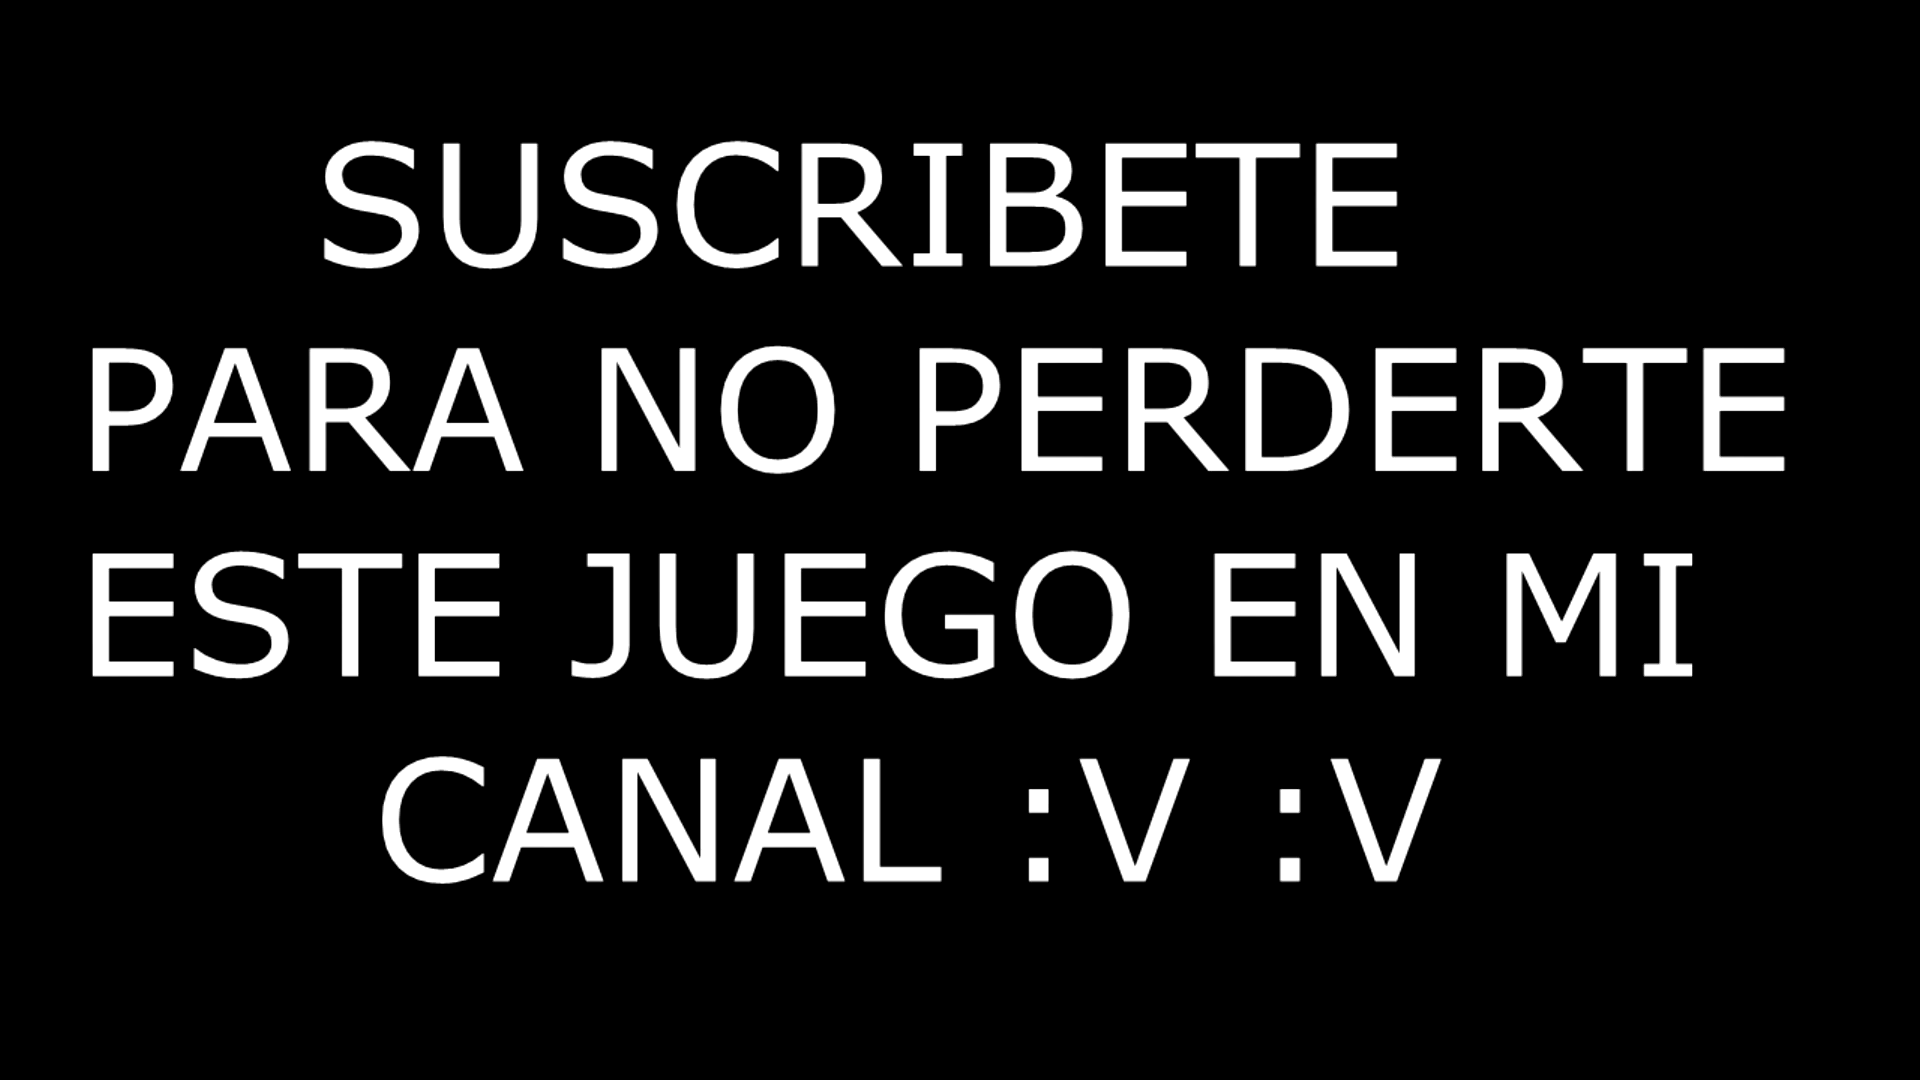 SUSCRIBETE
PARA NO PERDERTE
ESTE JUEGO EN MI
CANAL :V :V